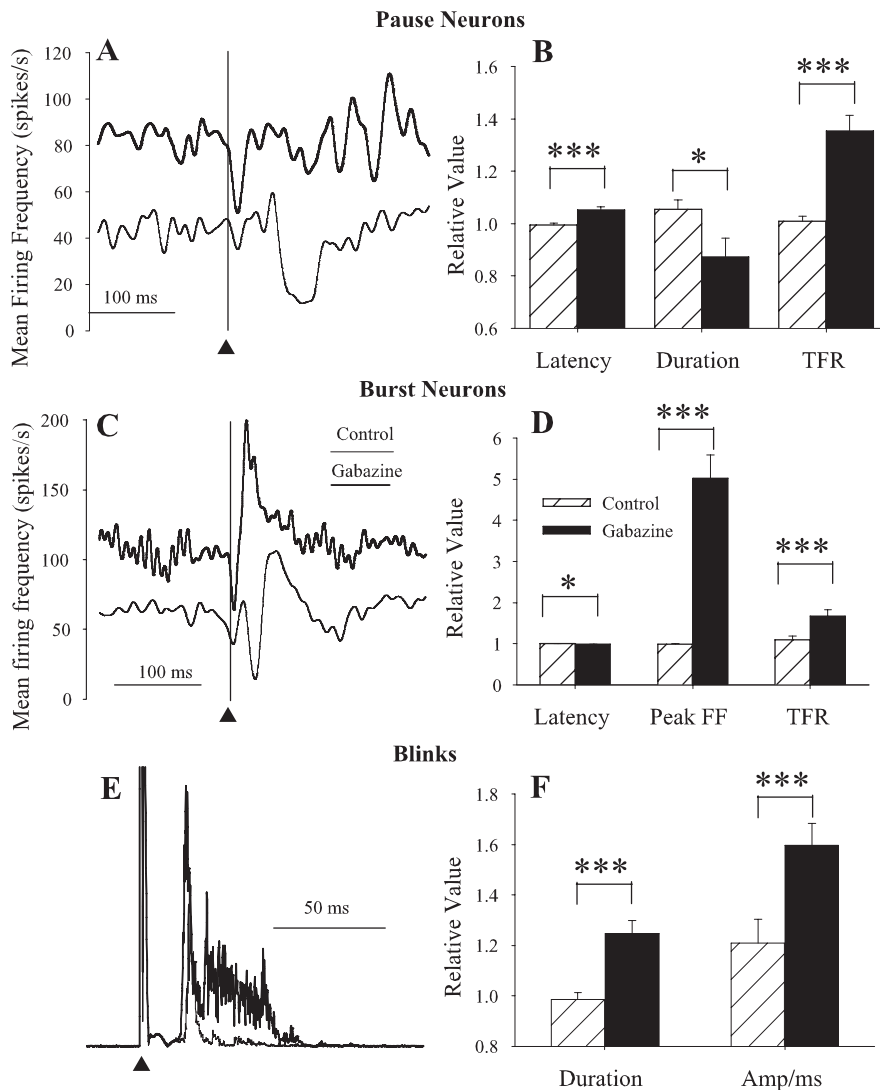 Pause Neurons
A
Mean Firing Frequency (spikes/s)
120
100
80
60
40
20
0
100 ms
B
Relative Value
1.6
1.4
1.2
1.0
0.8
0.6
***
*
***
Latency
Duration
TFR
Burst Neurons
C
Mean firing frequency (spikes/s)
200
150
100
50
0
Control
Gabazine
100 ms
D
Relative Value
6
5
4
3
2
1
0
***
*
***
Control
Gabazine
Latency
Peak FF
TFR
Blinks
E
50 ms
F
Relative Value
1.8
1.6
1.4
1.2
1.0
0.8
***
***
Duration
Amp/ms